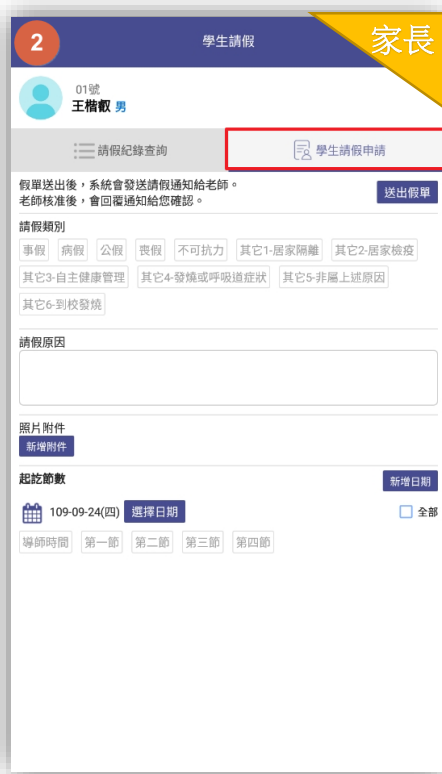 2
學生請假
家長
01號
王楷叡 男
請假紀錄查詢
學生請假申請
假單送出後，系統會發送請假通知給老師。
老師核准後，會回覆通知給您確認。
送出假單
請假類別
事假 病假 公假 喪假 不可抗力 其它1-居家隔離 其它2-居家檢疫
其它3-自主健康管理 其它4-發燒或呼吸道症狀 其它5-非屬上述原因
其它6-到校發燒
請假原因
照片附件
新增附件
起訖節數
新增日期
109-09-24(四) 選擇日期
全部
導師時間 第一節 第二節 第三節 第四節